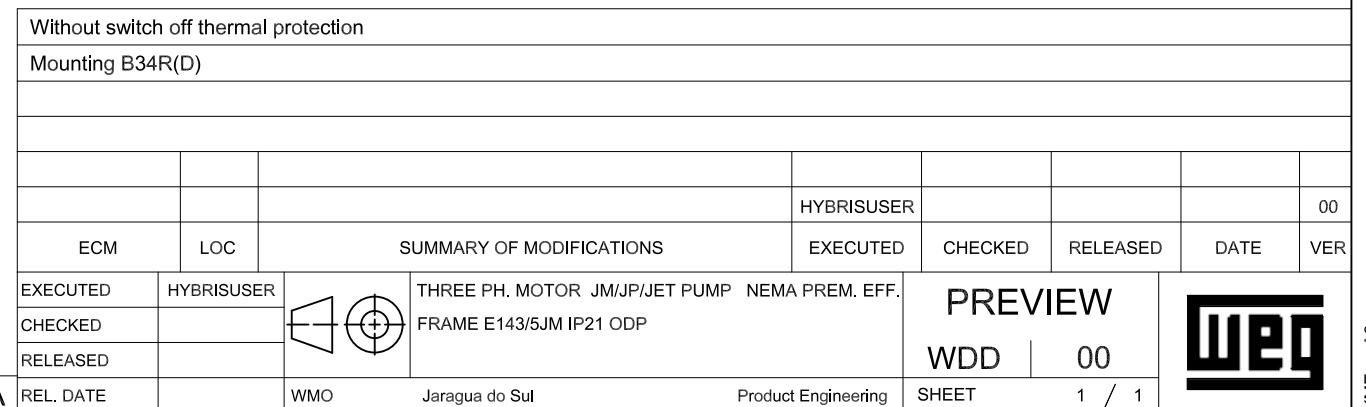 Without switch off thermal protection
Mounting B34R(D)
HYBRISUSER 00
ECM LOC SUMMARY OF MODIFICATIONS EXECUTED CHECKED RELEASED DATE VER
EXECUTED HYBRISUSER
CHECKED
RELEASED
REL. DATE
THREE PH. MOTOR JM/JP/JET PUMP NEMA PREM. EFF.
FRAME E143/5JM IP21 ODP
WMO Jaragua do Sul Product Engineering
PREVIEW
WDD 00
SHEET 1 / 1
weg